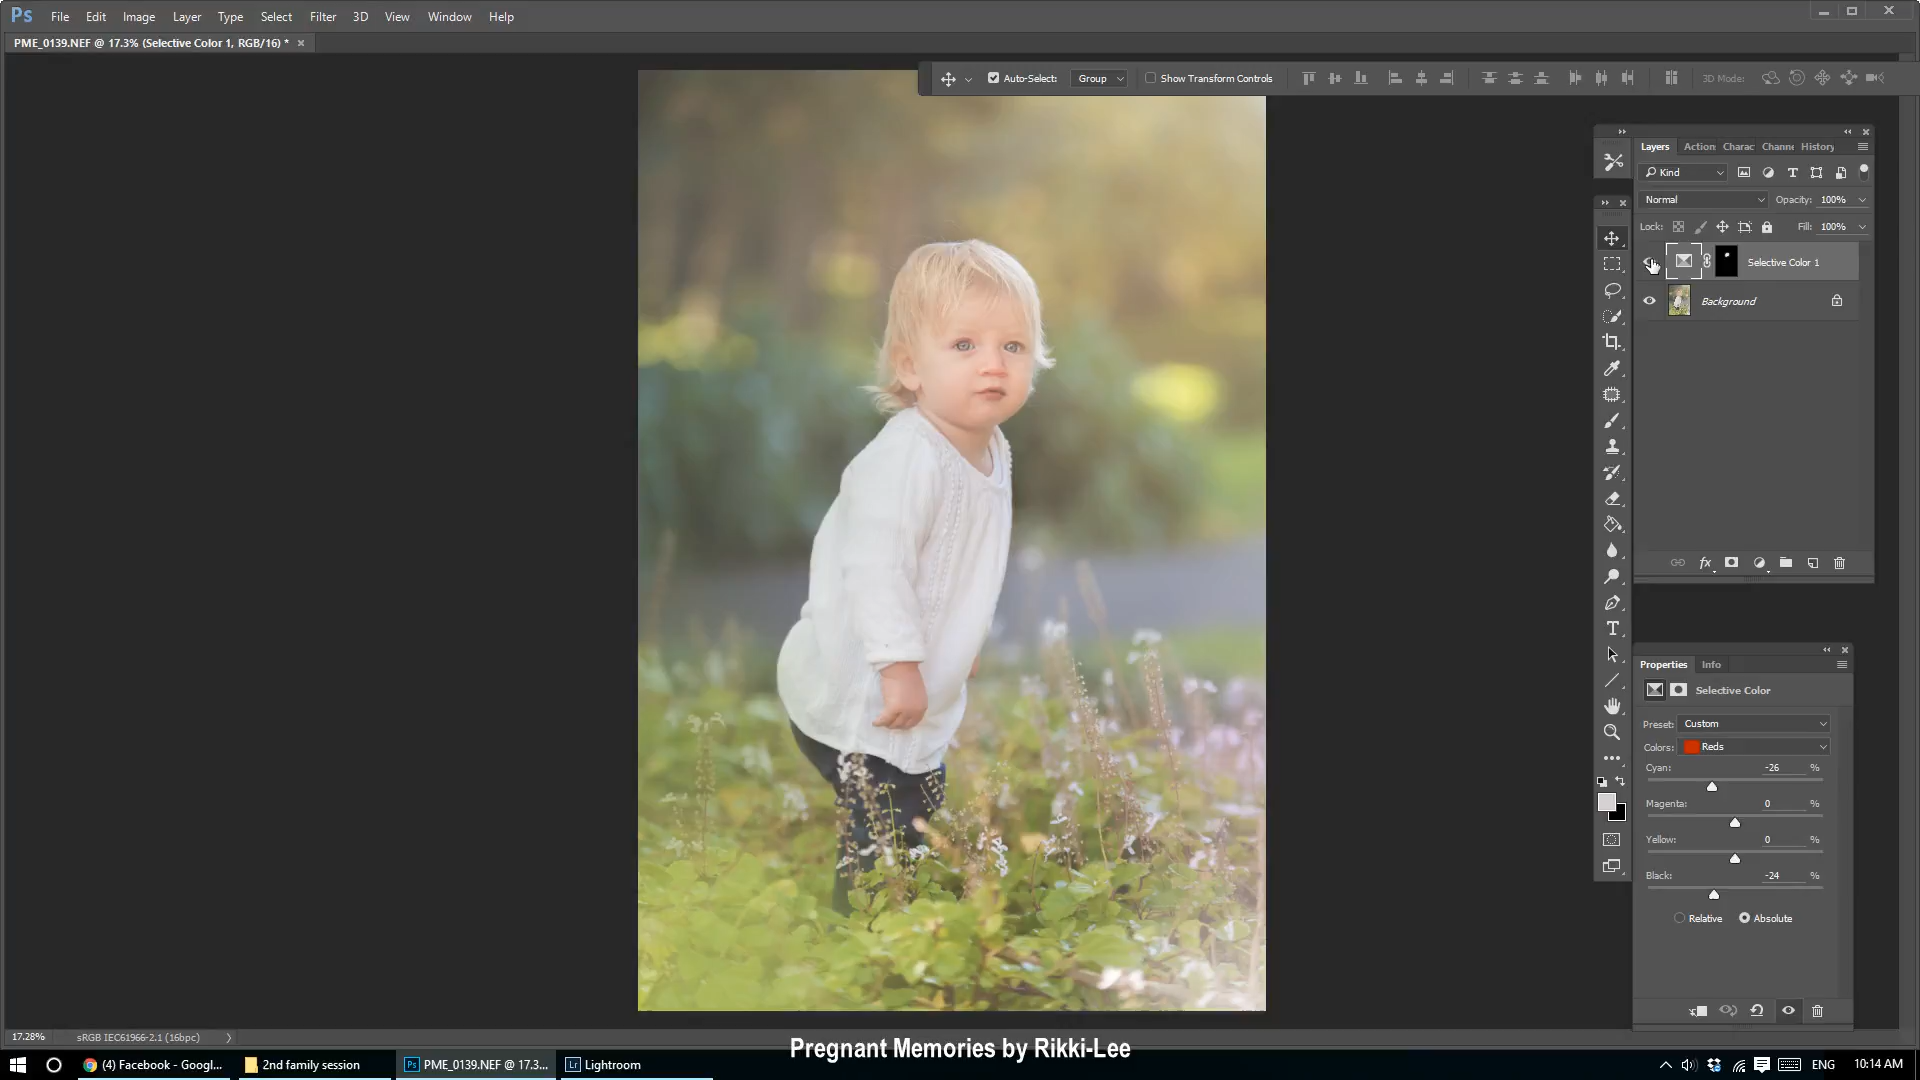 Ps File Edit Image Layer Type Select Filter 3D View Window Help
PME_0139.NEF @ 17.3% (Selective Color 1, RGB/16) *
Auto-Select: Group Show Transform Controls 3D Mode:
Layers Action Charac Channe History
Kind
Normal Opacity: 100%
Lock: Fill: 100%
Selective Color 1
Background
fx
Properties Info
Selective Color
Preset: Custom
Colors: Reds
Cyan: -26 %
Magenta: 0 %
Yellow: 0 %
Black: -24 %
Relative Absolute
17.28% sRGB IEC61966-2.1 (16bpc)
Pregnant Memories by Rikki-Lee
(4) Facebook - Googl... 2nd family session Ps PME_0139.NEF @ 17.3... Lr Lightroom ENG 10:14 AM